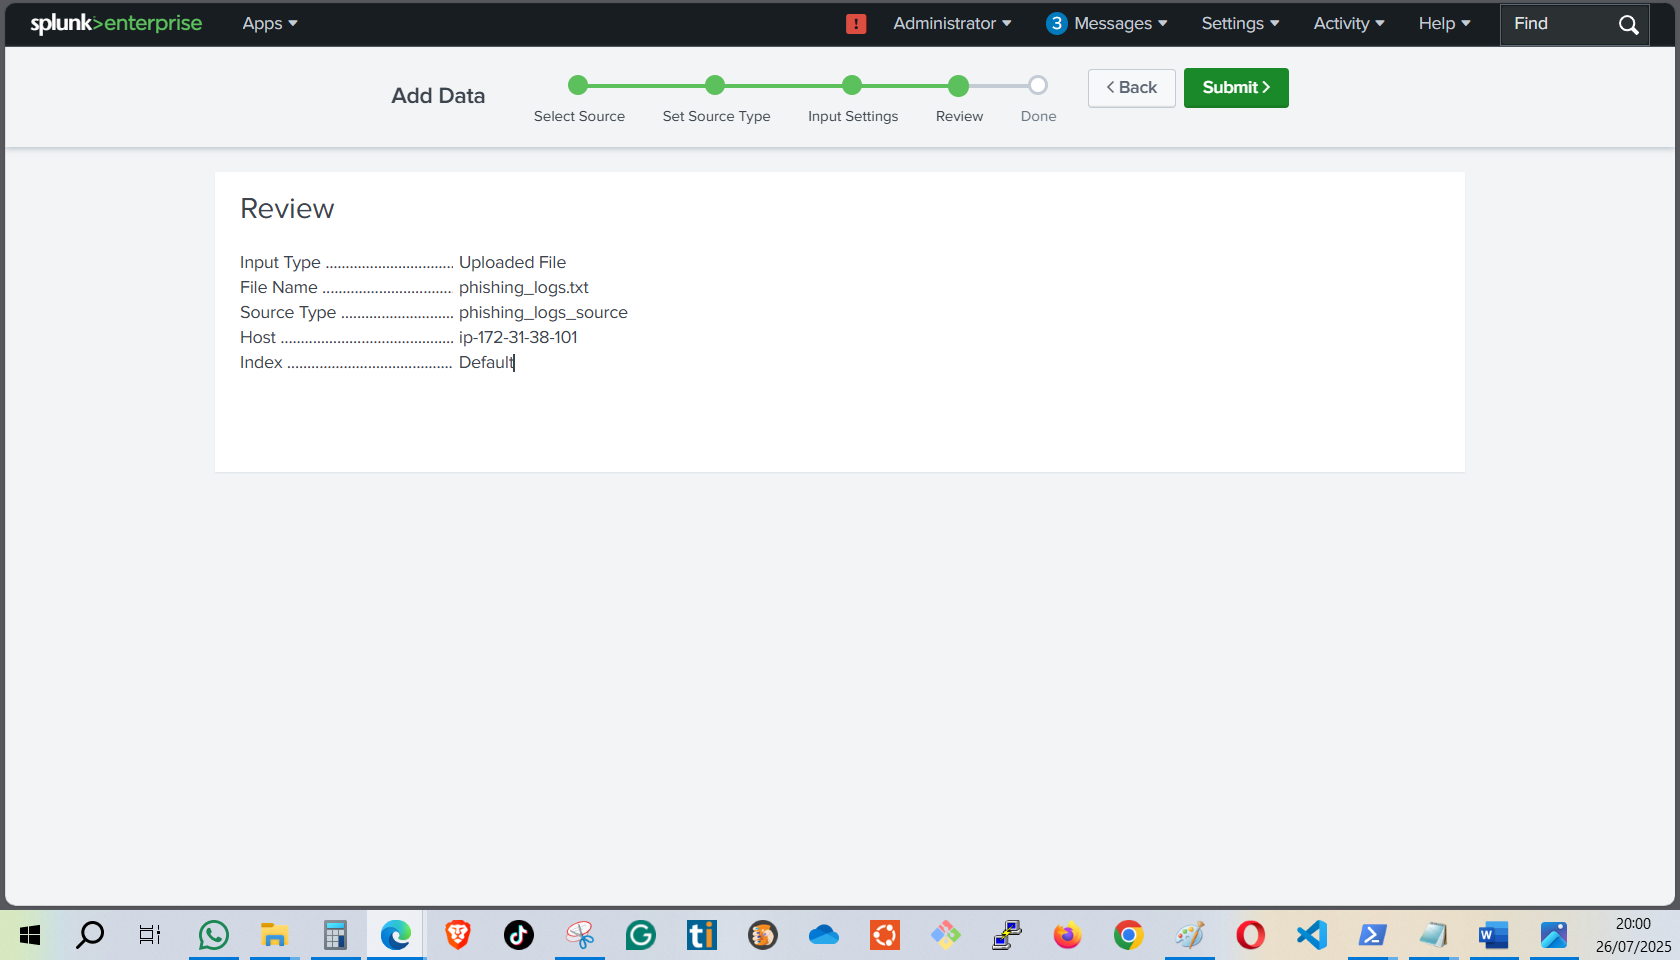 splunk>enterprise Apps ! Administrator 3 Messages Settings Activity Help Find
Add Data
Select Source Set Source Type Input Settings Review Done
< Back Submit >
Review
Input Type ................................ Uploaded File
File Name ................................. phishing_logs.txt
Source Type ............................ phishing_logs_source
Host ........................................... ip-172-31-38-101
Index ......................................... Default
G ti W
20:00
26/07/2025